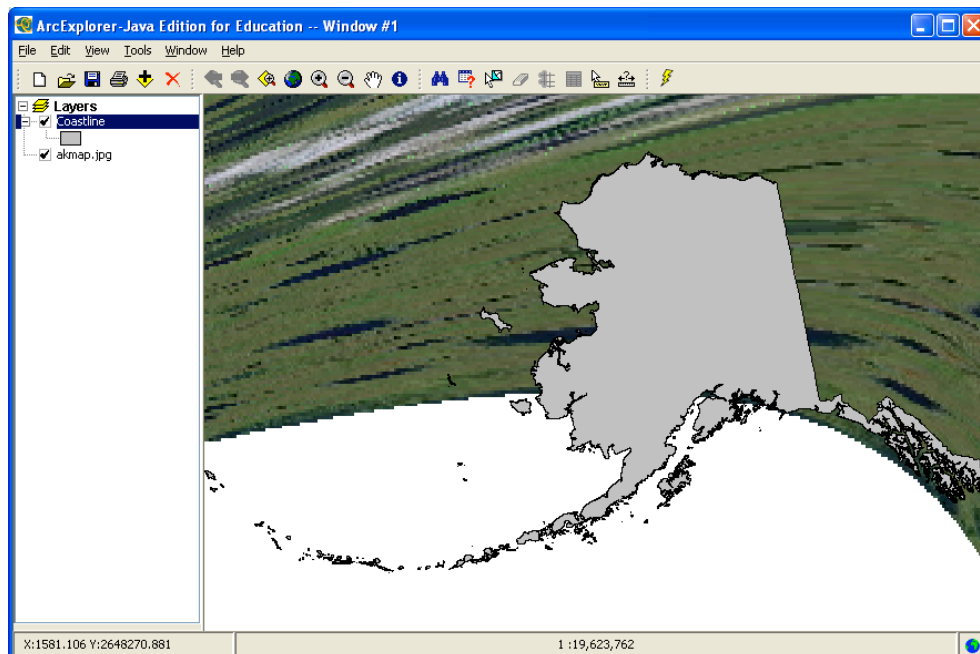 ArcExplorer-Java Edition for Education -- Window #1
File Edit View Tools Window Help
Layers
Coastline
akmap.jpg
X:1581.106 Y:2648270.881
1 :19,623,762